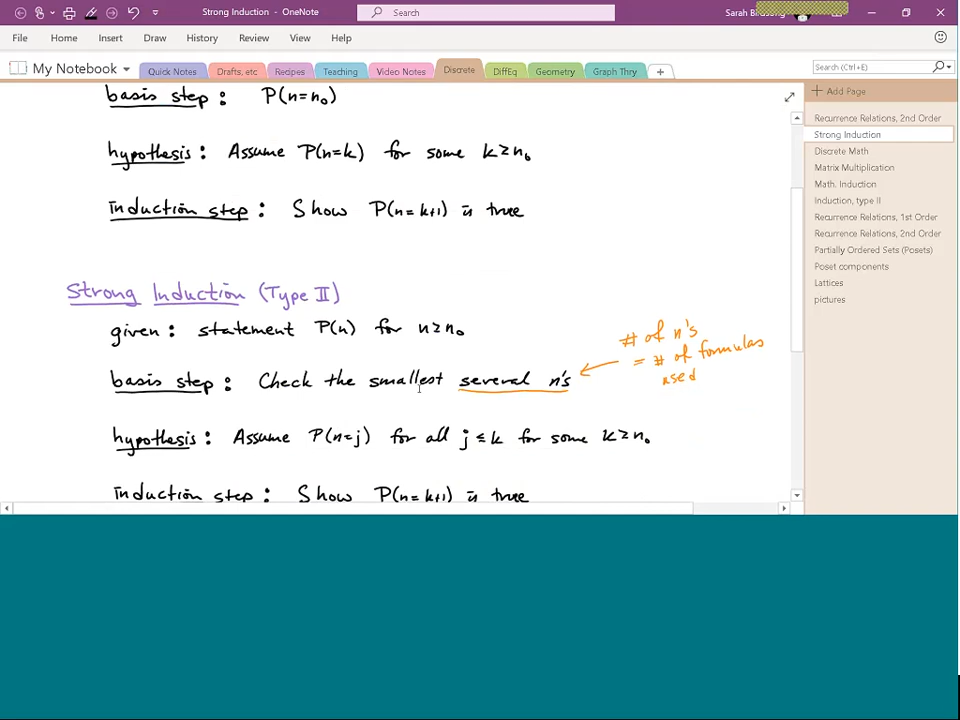 Strong Induction - OneNote
Search
File Home Insert Draw History Review View Help
My Notebook
Quick Notes Drafts, etc Recipes Teaching Video Notes Discrete DiffEq Geometry Graph Thry
Search (Ctrl+E)
Add Page
Recurrence Relations, 2nd Order
Strong Induction
Discrete Math
Matrix Multiplication
Math. Induction
Induction, type II
Recurrence Relations, 1st Order
Recurrence Relations, 2nd Order
Partially Ordered Sets (Posets)
Poset components
Lattices
pictures
basis step: P(n=n₀)
hypothesis: Assume P(n=k) for some k≥n₀
induction step: Show P(n=k+1) is true
Strong Induction (Type II)
given: statement P(n) for n≥n₀
basis step: Check the smallest several n's
# of n's
= # of formulas
used
hypothesis: Assume P(n=j) for all j≤k for some k≥n₀
induction step: Show P(n=k+1) is true